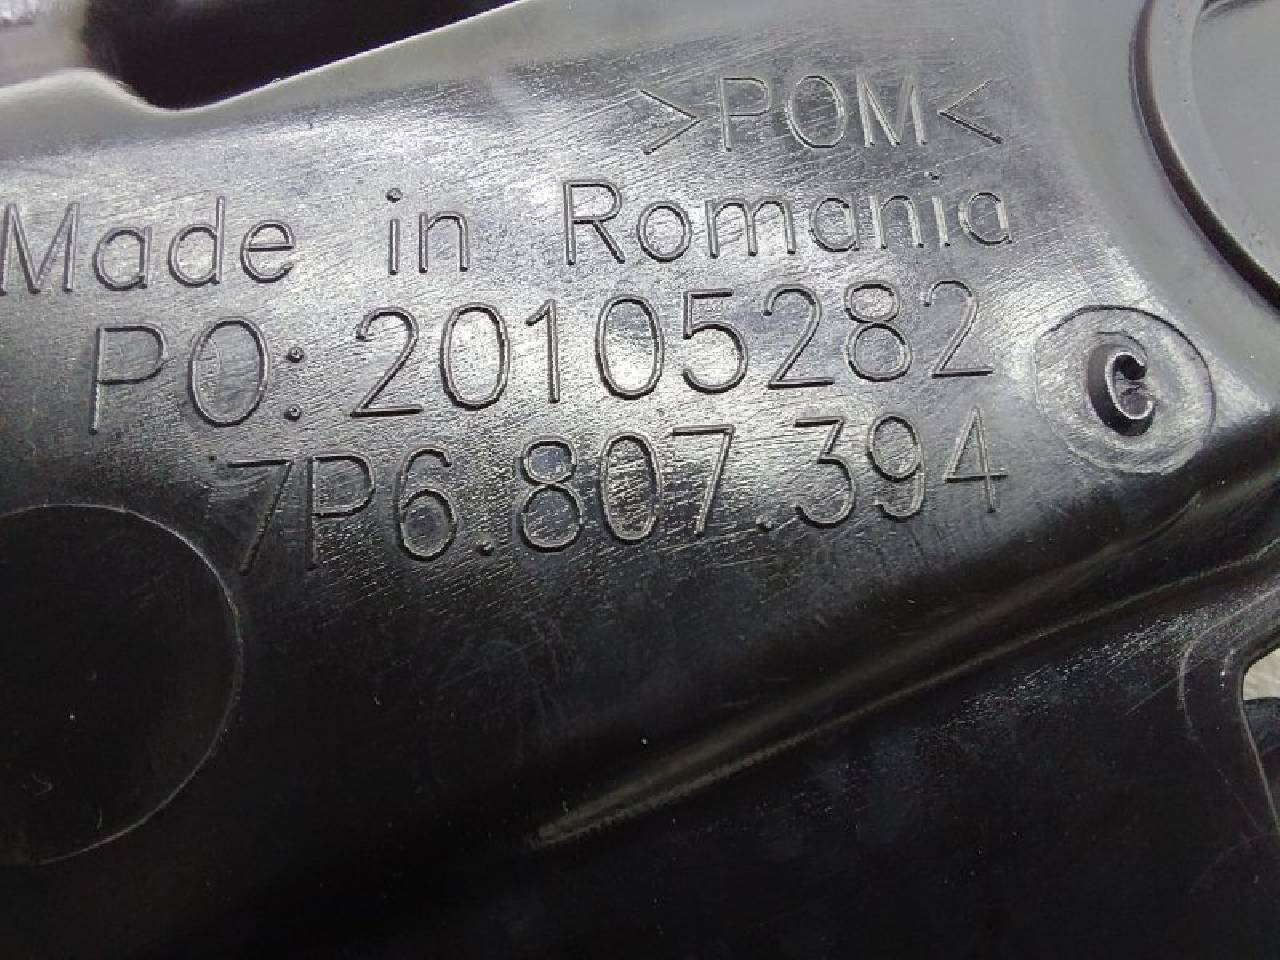 >POM<
Made in Romania
PO: 20105282
C
7P6.807.394